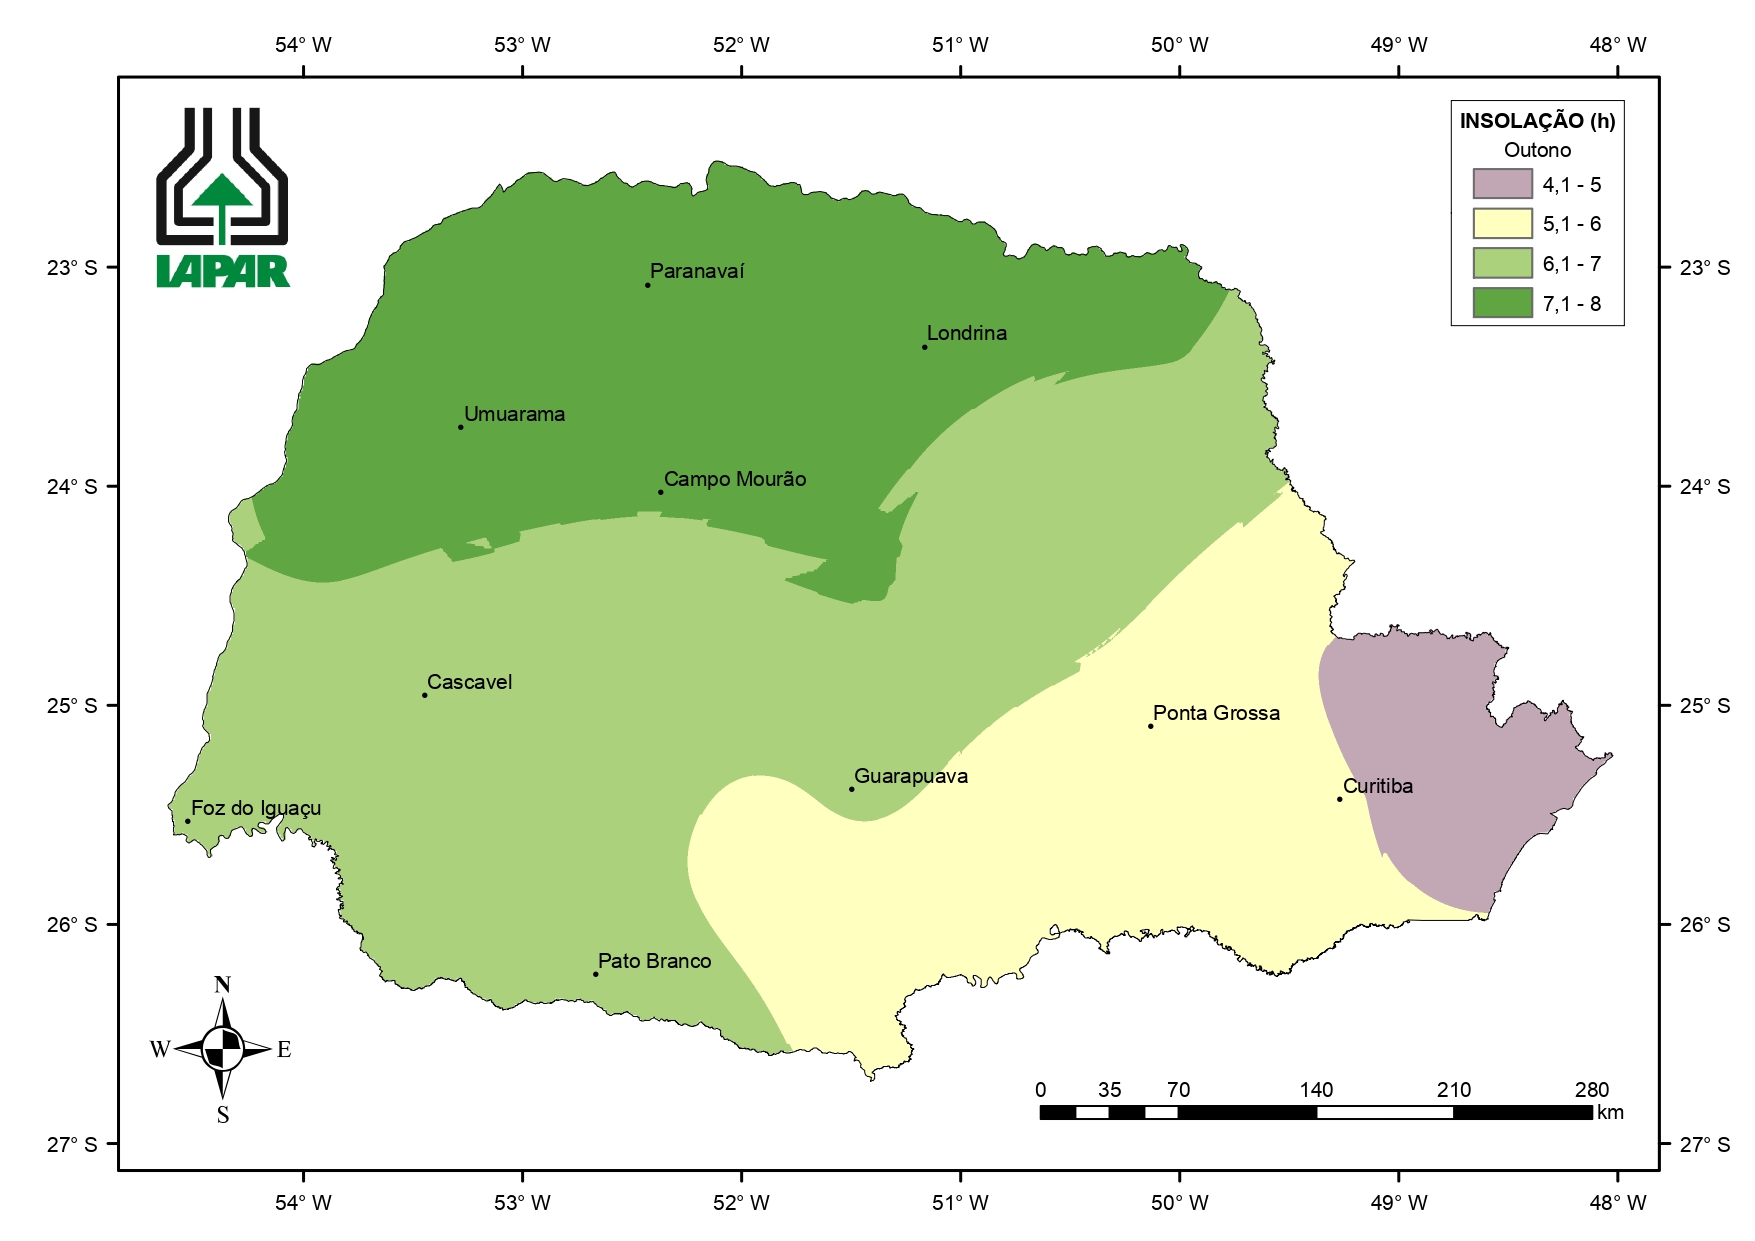 54° W 53° W 52° W 51° W 50° W 49° W 48° W
IAPAR
INSOLAÇÃO (h)
Outono
4,1 - 5
5,1 - 6
6,1 - 7
7,1 - 8
23° S 23° S
Paranavaí
Londrina
Umuarama
Campo Mourão
24° S 24° S
Cascavel
25° S 25° S
Ponta Grossa
Guarapuava
Curitiba
Foz do Iguaçu
26° S 26° S
Pato Branco
N
W E
S
0 35 70 140 210 280
km
27° S 27° S
54° W 53° W 52° W 51° W 50° W 49° W 48° W